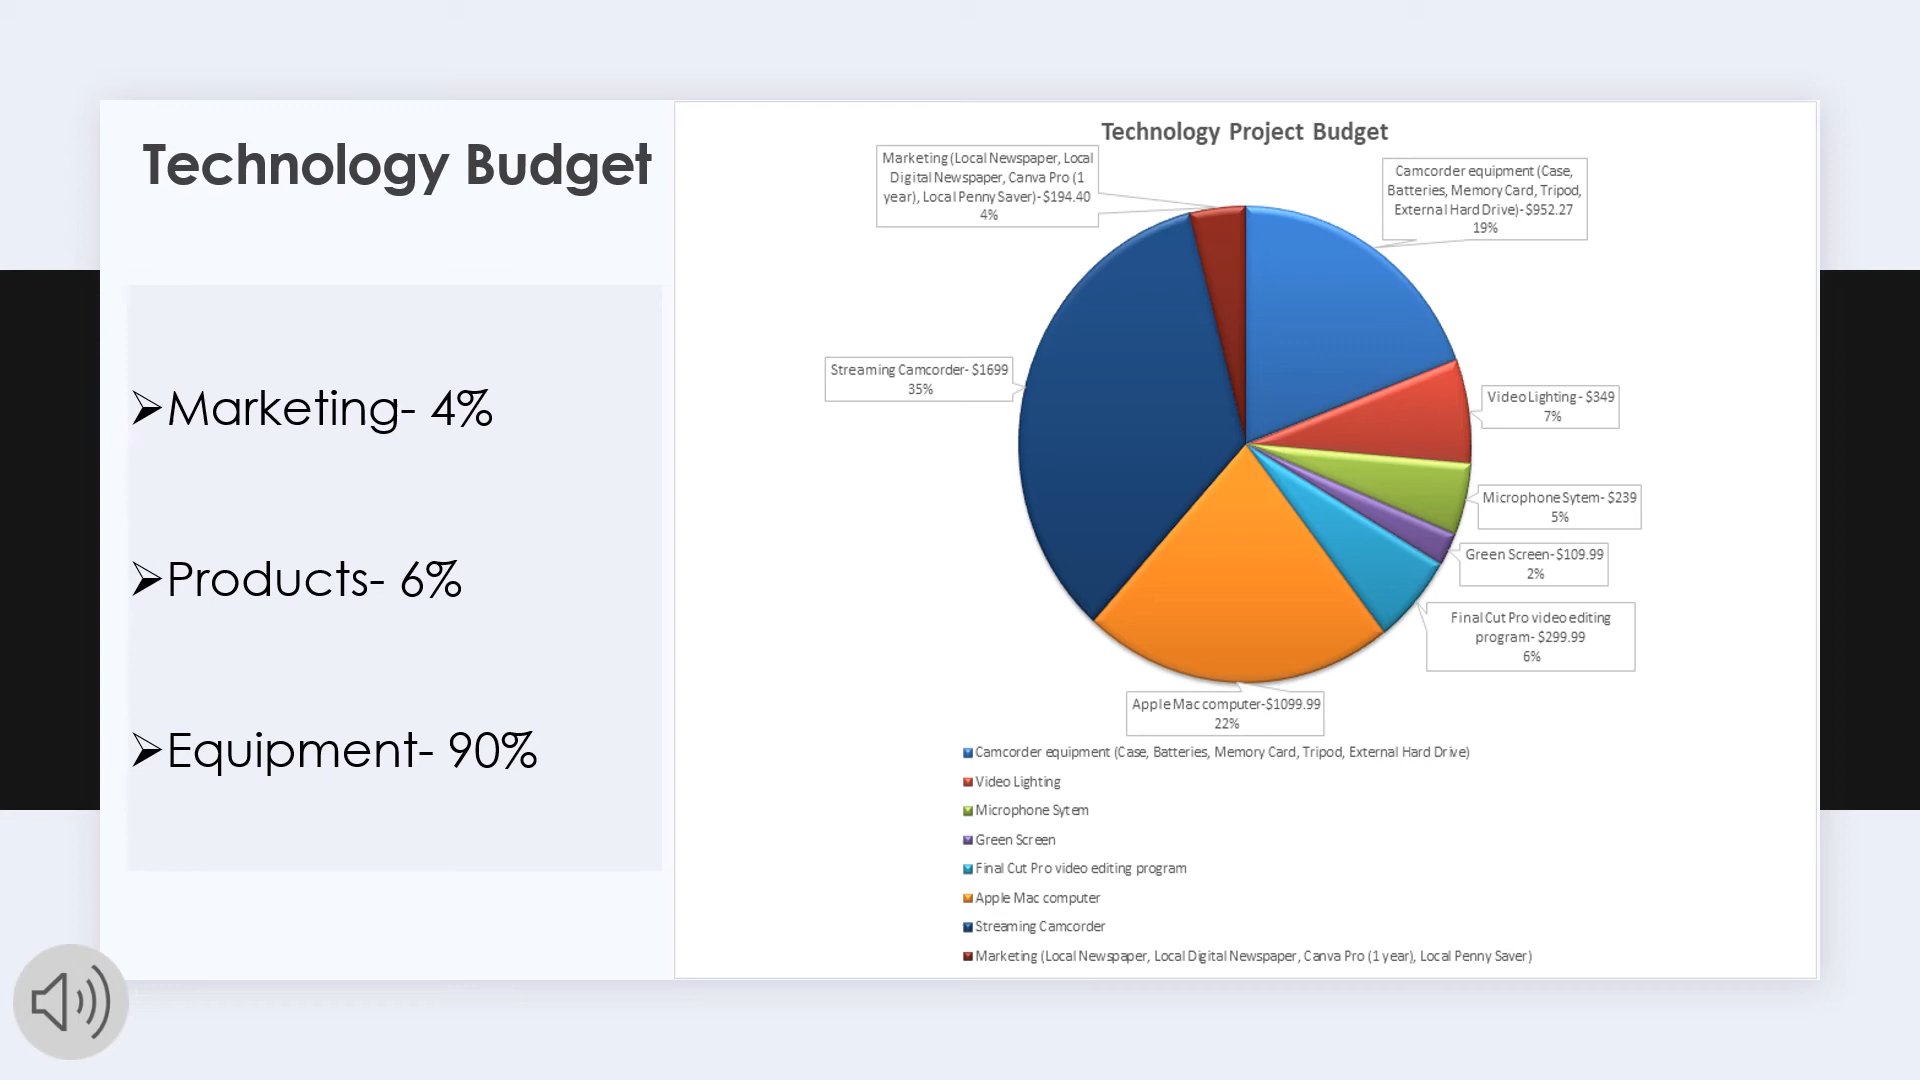 Technology Budget
➢Marketing- 4%
➢Products- 6%
➢Equipment- 90%
Technology Project Budget
Marketing (Local Newspaper, Local
Digital Newspaper, Canva Pro (1
year), Local Penny Saver)- $194.40
4%
Camcorder equipment (Case,
Batteries, Memory Card, Tripod,
External Hard Drive)- $952.27
19%
Streaming Camcorder- $1699
35%
Video Lighting - $349
7%
Microphone Sytem- $239
5%
Green Screen- $109.99
2%
Final Cut Pro video editing
program- $299.99
6%
Apple Mac computer-$1099.99
22%
Camcorder equipment (Case, Batteries, Memory Card, Tripod, External Hard Drive)
Video Lighting
Microphone Sytem
Green Screen
Final Cut Pro video editing program
Apple Mac computer
Streaming Camcorder
Marketing (Local Newspaper, Local Digital Newspaper, Canva Pro (1 year), Local Penny Saver)